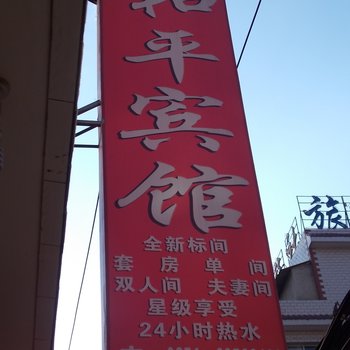 和平宾馆
全新标间
套房单间
双人间 夫妻间
星级享受
24小时热水
旅